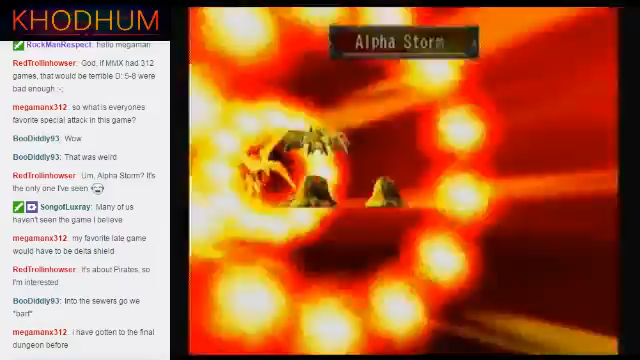 KHODHUM
RockManRespect: hello megaman
RedTrollinhowser: God, if MMX had 312
games, that would be terrible D: 5-8 were
bad enough ;-;
megamanx312: so what is everyones
favorite special attack in this game?
BooDiddly93: Wow
BooDiddly93: That was weird
RedTrollinhowser: Um, Alpha Storm? It's
the only one I've seen
SongofLuxray: Many of us
haven't seen the game I believe
megamanx312: my favorite late game
would have to be delta shield
RedTrollinhowser: It's about Pirates, so
I'm interested
BooDiddly93: Into the sewers go we
*barf*
megamanx312: i have gotten to the final
dungeon before
Alpha Storm